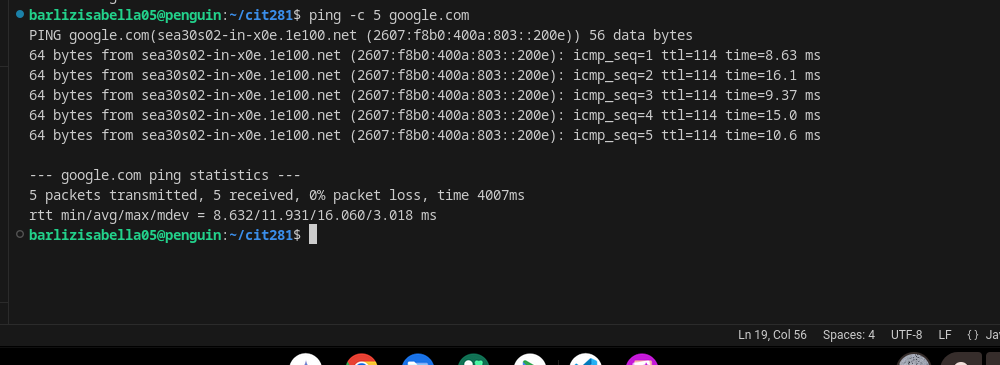 barlizisabella05@penguin:~/cit281$ ping -c 5 google.com
PING google.com(sea30s02-in-x0e.1e100.net (2607:f8b0:400a:803::200e)) 56 data bytes
64 bytes from sea30s02-in-x0e.1e100.net (2607:f8b0:400a:803::200e): icmp_seq=1 ttl=114 time=8.63 ms
64 bytes from sea30s02-in-x0e.1e100.net (2607:f8b0:400a:803::200e): icmp_seq=2 ttl=114 time=16.1 ms
64 bytes from sea30s02-in-x0e.1e100.net (2607:f8b0:400a:803::200e): icmp_seq=3 ttl=114 time=9.37 ms
64 bytes from sea30s02-in-x0e.1e100.net (2607:f8b0:400a:803::200e): icmp_seq=4 ttl=114 time=15.0 ms
64 bytes from sea30s02-in-x0e.1e100.net (2607:f8b0:400a:803::200e): icmp_seq=5 ttl=114 time=10.6 ms
--- google.com ping statistics ---
5 packets transmitted, 5 received, 0% packet loss, time 4007ms
rtt min/avg/max/mdev = 8.632/11.931/16.060/3.018 ms
barlizisabella05@penguin:~/cit281$
Ln 19, Col 56 Spaces: 4 UTF-8 LF {} Jav